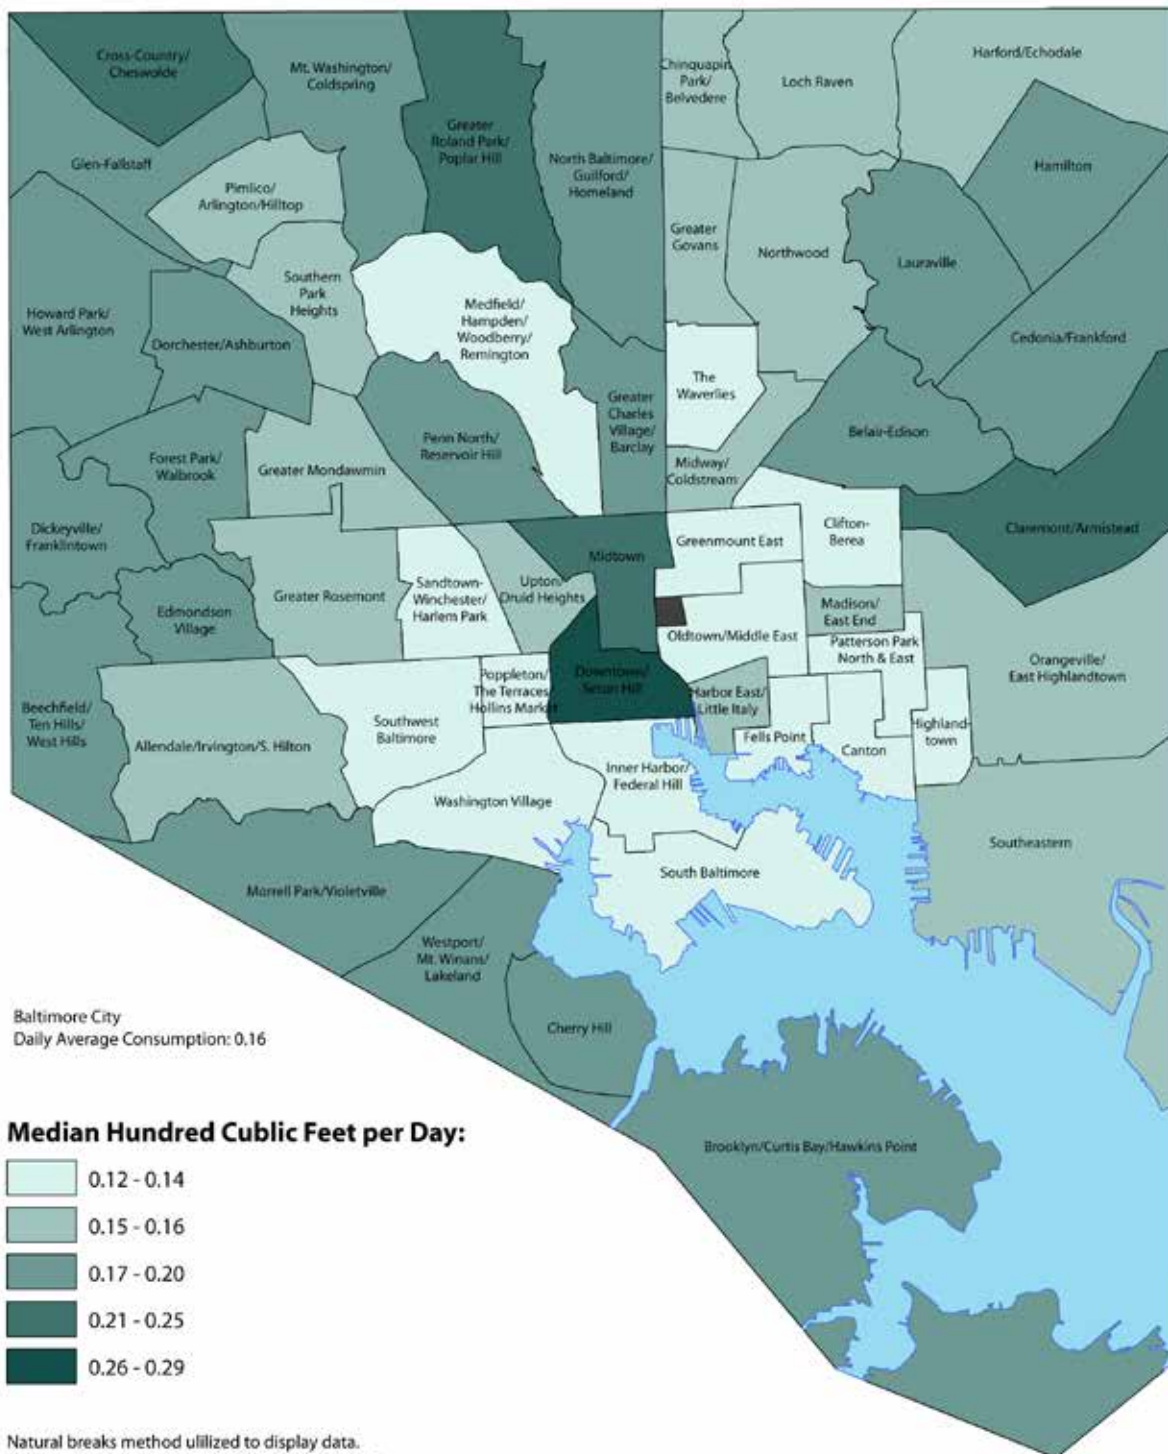 Cross-Country/
Cheswolde
Mt. Washington/
Coldspring
Greater
Roland Park/
Poplar Hill
North Baltimore/
Guilford/
Homeland
Chinquapin
Park/
Belvedere
Loch Raven
Harford/Echodale
Glen-Fallstaff
Pimlico/
Arlington/Hilltop
Hamilton
Greater
Govans
Northwood
Lauraville
Howard Park/
West Arlington
Dorchester/Ashburton
Southern
Park
Heights
Medfield/
Hampden/
Woodberry/
Remington
The
Waverlies
Cedonia/Frankford
Forest Park/
Walbrook
Greater Mondawmin
Penn North/
Reservoir Hill
Greater
Charles
Village/
Barclay
Midway/
Coldstream
Belair-Edison
Dickeyville/
Franklintown
Clifton-
Berea
Claremont/Armistead
Greenmount East
Midtown
Edmondson
Village
Greater Rosemont
Sandtown-
Winchester/
Harlem Park
Upton/
Druid Heights
Oldtown/Middle East
Madison/
East End
Patterson Park
North & East
Orangeville/
East Highlandtown
Beechfield/
Ten Hills/
West Hills
Allendale/Irvington/S. Hilton
Southwest
Baltimore
Poppleton/
The Terraces/
Hollins Market
Downtown/
Seton Hill
Harbor East/
Little Italy
Fells Point
Canton
Highland-
town
Washington Village
Inner Harbor/
Federal Hill
Southeastern
South Baltimore
Morrell Park/Violetville
Westport/
Mt. Winans/
Lakeland
Cherry Hill
Brooklyn/Curtis Bay/Hawkins Point
Baltimore City
Daily Average Consumption: 0.16
Median Hundred Cublic Feet per Day:
0.12 - 0.14
0.15 - 0.16
0.17 - 0.20
0.21 - 0.25
0.26 - 0.29
Natural breaks method ulilized to display data.